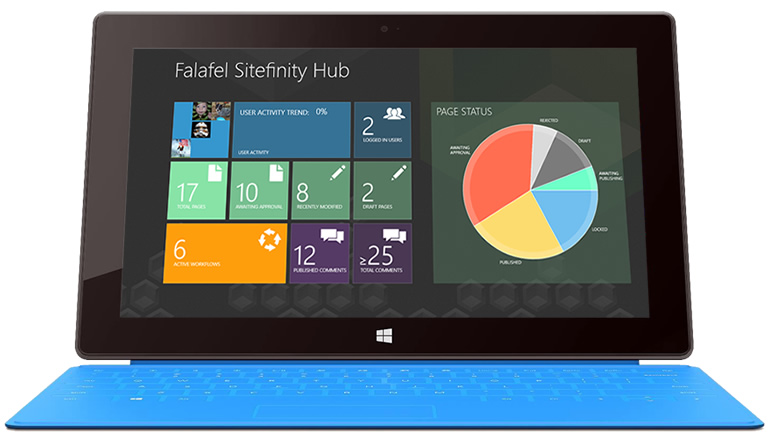 Falafel Sitefinity Hub
USER ACTIVITY TREND: 0%
USER ACTIVITY
2
LOGGED IN USERS
17
TOTAL PAGES
10
AWAITING APPROVAL
8
RECENTLY MODIFIED
2
DRAFT PAGES
6
ACTIVE WORKFLOWS
12
PUBLISHED COMMENTS
≥25
TOTAL COMMENTS
PAGE STATUS
REJECTED
DRAFT
AWAITING
PUBLISHING
LOCKED
PUBLISHED
AWAITING
APPROVAL